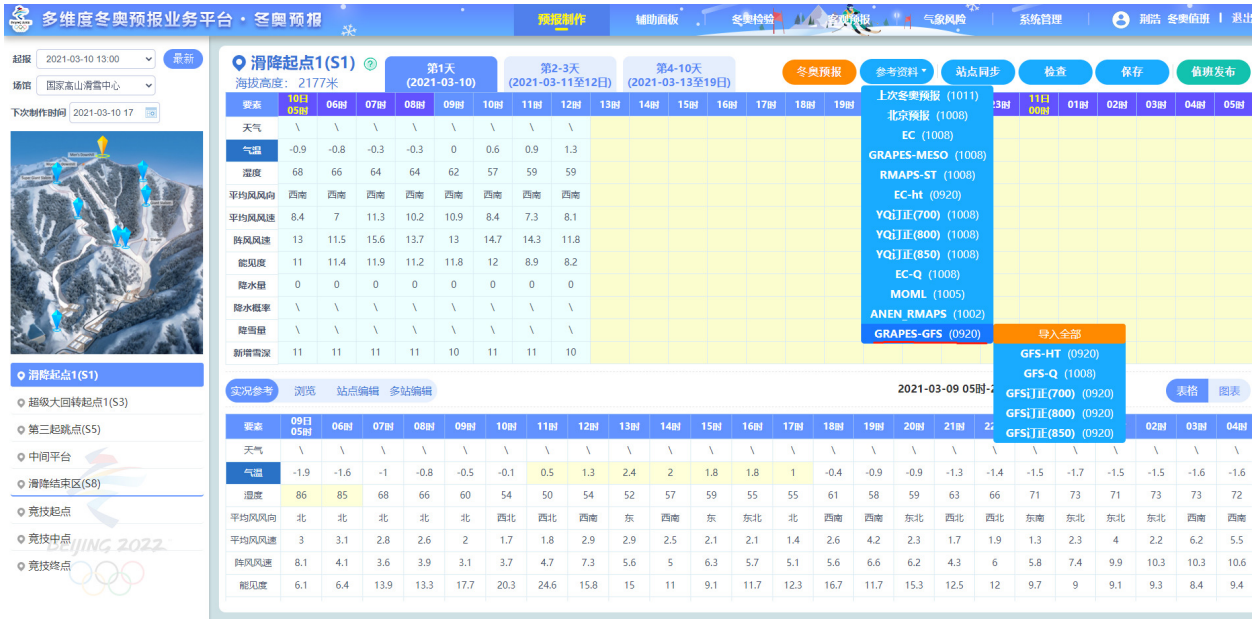 多维度冬奥预报业务平台 · 冬奥预报
预报制作 辅助面板 冬奥检验 客观预报 气象风险 系统管理 荆浩 冬奥值班 退出
起报 2021-03-10 13:00 最新
场馆 国家高山滑雪中心
下次制作时间 2021-03-10 17
滑降起点1(S1)
海拔高度: 2177米
第1天
(2021-03-10)
第2-3天
(2021-03-11至12日)
第4-10天
(2021-03-13至19日)
冬奥预报 参考资料 站点同步 检查 保存 值班发布
要素 10日 05时 06时 07时 08时 09时 10时 11时 12时 13时 14时 15时 16时 17时 18时 19时 23时 11日 00时 01时 02时 03时 04时 05时
天气 \ \ \ \ \ \ \ \
气温 -0.9 -0.8 -0.3 -0.3 0 0.6 0.9 1.3
湿度 68 66 64 64 62 57 59 59
平均风风向 西南 西南 西南 西南 西南 西南 西南 西南
平均风风速 8.4 7 11.3 10.2 10.9 8.4 7.3 8.1
阵风风速 13 11.5 15.6 13.7 13 14.7 14.3 11.8
能见度 11 11.4 11.9 11.2 11.8 12 8.9 8.2
降水量 0 0 0 0 0 0 0 0
降水概率 \ \ \ \ \ \ \ \
降雪量 \ \ \ \ \ \ \ \
新增雪深 11 11 11 11 10 11 11 10
上次冬奥预报 (1011)
北京预报 (1008)
EC (1008)
GRAPES-MESO (1008)
RMAPS-ST (1008)
EC-ht (0920)
YQ订正(700) (1008)
YQ订正(800) (1008)
YQ订正(850) (1008)
EC-Q (1008)
MOML (1005)
ANEN_RMAPS (1002)
GRAPES-GFS (0920)
导入全部
GFS-HT (0920)
GFS-Q (1008)
GFS订正(700) (0920)
GFS订正(800) (0920)
GFS订正(850) (0920)
滑降起点1(S1)
超级大回转起点1(S3)
第三起跳点(S5)
中间平台
滑降结束区(S8)
竞技起点
竞技中点
竞技终点
BEIJING 2022
实况参考 浏览 站点编辑 多站编辑 2021-03-09 05时-2 表格 图表
要素 09日 05时 06时 07时 08时 09时 10时 11时 12时 13时 14时 15时 16时 17时 18时 19时 20时 21时 22 02时 03时 04时
天气 \ \ \ \ \ \ \ \ \ \ \ \ \ \ \ \ \ \ \ \ \ \ \ \
气温 -1.9 -1.6 -1 -0.8 -0.5 -0.1 0.5 1.3 2.4 2 1.8 1.8 1 -0.4 -0.9 -0.9 -1.3 -1.4 -1.5 -1.7 -1.5 -1.5 -1.6 -1.6
湿度 86 85 68 66 60 54 50 54 52 57 59 55 55 61 58 59 63 66 71 73 71 73 73 72
平均风风向 北 北 北 北 北 西北 西北 西南 东 西南 东 东北 北 西南 西南 东北 西北 西北 东南 东北 东北 东北 西南 西南
平均风风速 3 3.1 2.8 2.6 2 1.7 1.8 2.9 2.9 2.5 2.1 2.1 1.4 2.6 4.2 2.3 1.7 1.9 1.3 2.3 4 2.2 6.2 5.5
阵风风速 8.1 4.1 3.6 3.9 3.1 3.7 4.7 7.3 5.6 5 6.3 5.7 5.1 5.6 6.6 6.2 4.3 6 5.8 7.4 9.9 10.3 10.3 10.6
能见度 6.1 6.4 13.9 13.3 17.7 20.3 24.6 15.8 15 11 9.1 11.7 12.3 16.7 11.7 15.3 12.5 12 9.7 9 9.1 9.3 8.4 9.4